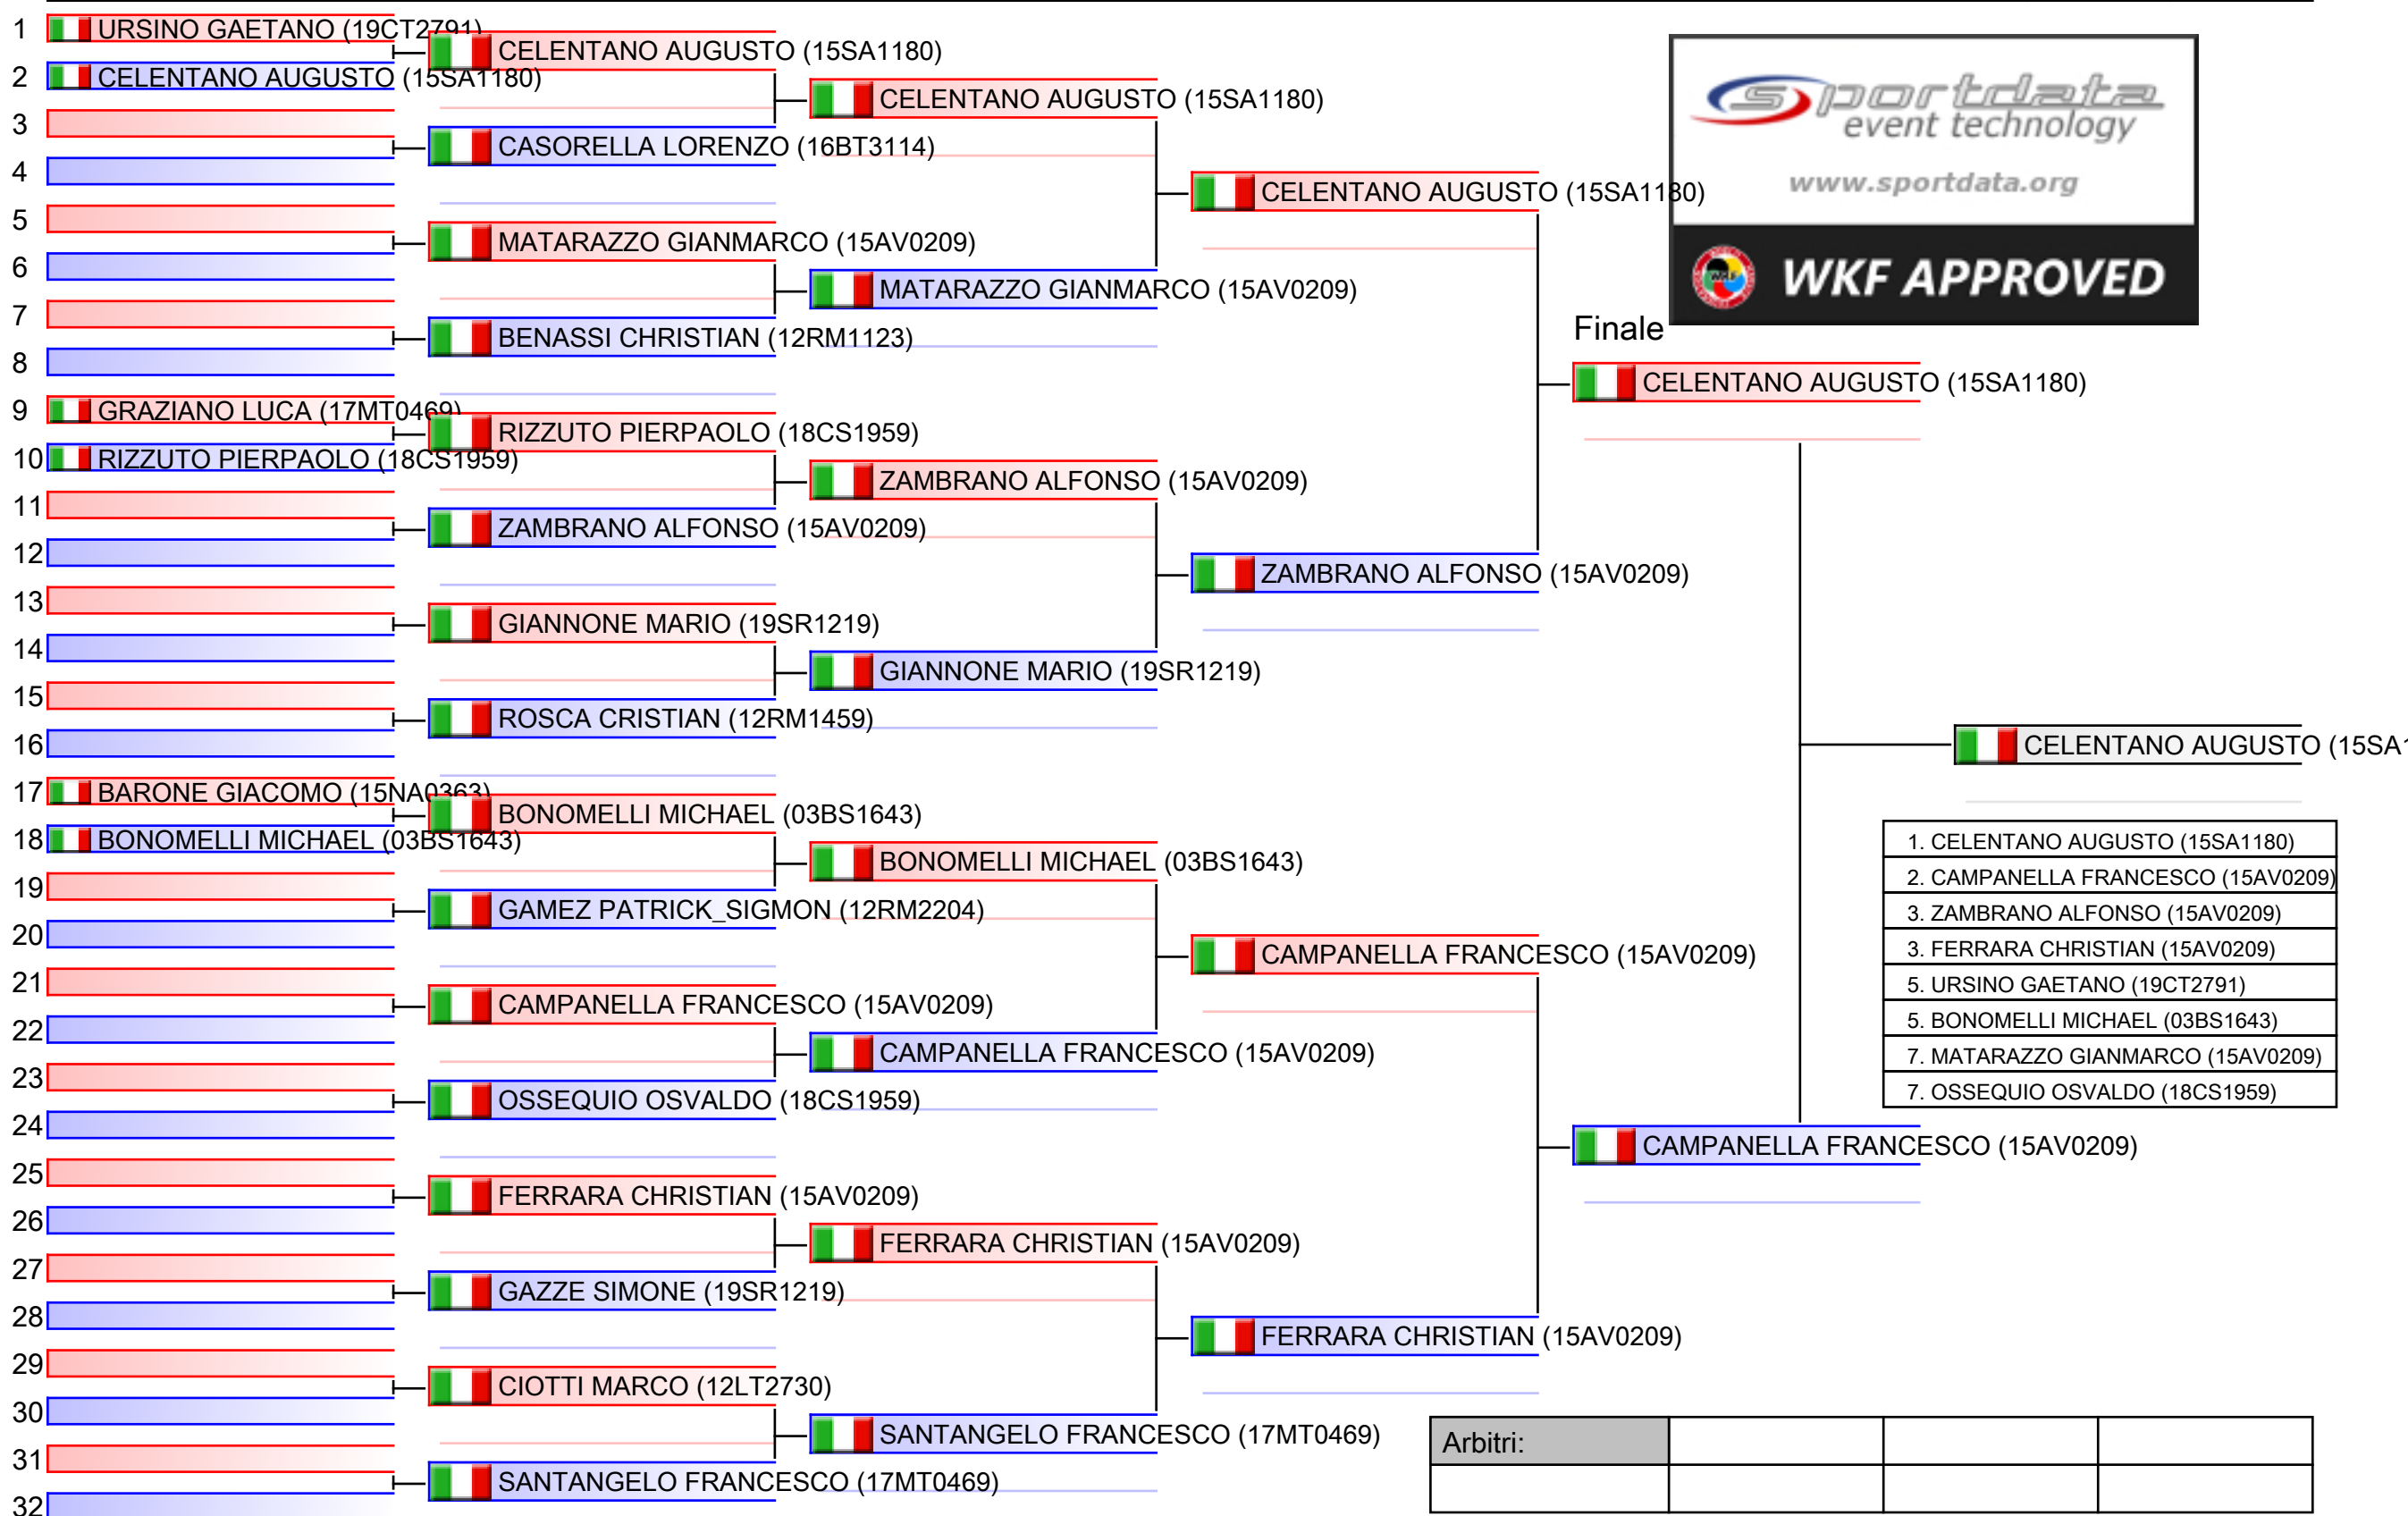 1 URSINO GAETANO (19CT2791)
2 CELENTANO AUGUSTO (15SA1180)
3
4
5
6
7
8
9 GRAZIANO LUCA (17MT0469)
10 RIZZUTO PIERPAOLO (18CS1959)
11
12
13
14
15
16
17 BARONE GIACOMO (15NA0363)
18 BONOMELLI MICHAEL (03BS1643)
19
20
21
22
23
24
25
26
27
28
29
30
31
32
CELENTANO AUGUSTO (15SA1180)
CASORELLA LORENZO (16BT3114)
MATARAZZO GIANMARCO (15AV0209)
BENASSI CHRISTIAN (12RM1123)
RIZZUTO PIERPAOLO (18CS1959)
ZAMBRANO ALFONSO (15AV0209)
GIANNONE MARIO (19SR1219)
ROSCA CRISTIAN (12RM1459)
BONOMELLI MICHAEL (03BS1643)
GAMEZ PATRICK_SIGMON (12RM2204)
CAMPANELLA FRANCESCO (15AV0209)
OSSEQUIO OSVALDO (18CS1959)
FERRARA CHRISTIAN (15AV0209)
GAZZE SIMONE (19SR1219)
CIOTTI MARCO (12LT2730)
SANTANGELO FRANCESCO (17MT0469)
CELENTANO AUGUSTO (15SA1180)
MATARAZZO GIANMARCO (15AV0209)
ZAMBRANO ALFONSO (15AV0209)
GIANNONE MARIO (19SR1219)
BONOMELLI MICHAEL (03BS1643)
CAMPANELLA FRANCESCO (15AV0209)
FERRARA CHRISTIAN (15AV0209)
SANTANGELO FRANCESCO (17MT0469)
CELENTANO AUGUSTO (15SA1180)
ZAMBRANO ALFONSO (15AV0209)
CAMPANELLA FRANCESCO (15AV0209)
FERRARA CHRISTIAN (15AV0209)
sportdata
event technology
www.sportdata.org
WKF
WKF APPROVED
Finale
CELENTANO AUGUSTO (15SA1180)
CAMPANELLA FRANCESCO (15AV0209)
CELENTANO AUGUSTO (15SA1
1. CELENTANO AUGUSTO (15SA1180)
2. CAMPANELLA FRANCESCO (15AV0209)
3. ZAMBRANO ALFONSO (15AV0209)
3. FERRARA CHRISTIAN (15AV0209)
5. URSINO GAETANO (19CT2791)
5. BONOMELLI MICHAEL (03BS1643)
7. MATARAZZO GIANMARCO (15AV0209)
7. OSSEQUIO OSVALDO (18CS1959)
Arbitri: